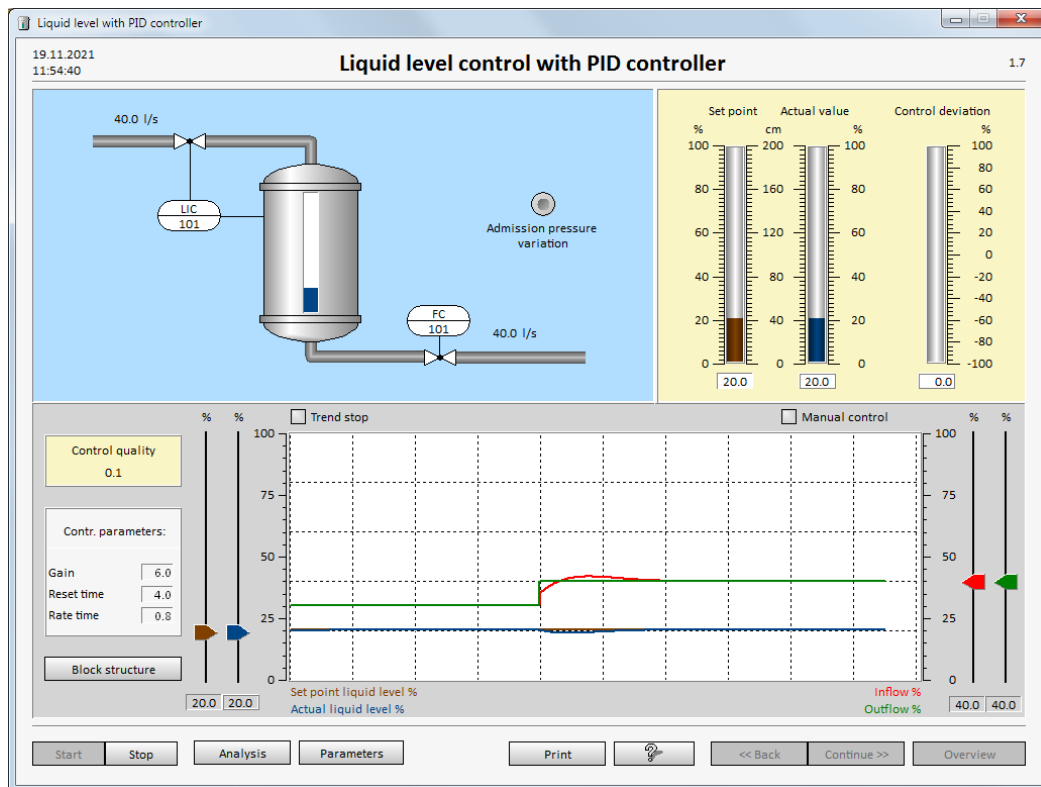 Liquid level with PID controller
19.11.2021
11:54:40
Liquid level control with PID controller
1.7
40.0 l/s
LIC
101
Admission pressure
variation
FC
101
40.0 l/s
Set point Actual value Control deviation
% cm % %
100 200 100 100
80
80 160 80 60
40
60 120 60 20
0
40 80 40 -20
-40
20 40 20 -60
-80
0 0 0 -100
20.0 20.0 0.0
% % Trend stop Manual control % %
100 100
Control quality
0.1
75 75
Contr. parameters:
50 50
Gain 6.0
Reset time 4.0
Rate time 0.8
25 25
Block structure
0 0
20.0 20.0 40.0 40.0
Set point liquid level % Inflow %
Actual liquid level % Outflow %
Start Stop Analysis Parameters Print ? << Back Continue >> Overview